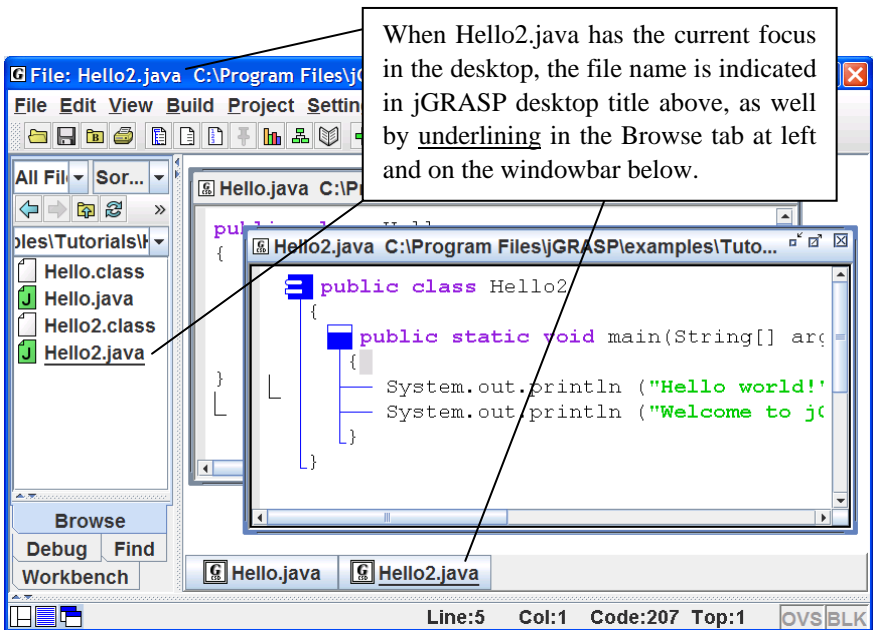 When Hello2.java has the current focus
in the desktop, the file name is indicated
in jGRASP desktop title above, as well
by underlining in the Browse tab at left
and on the windowbar below.
File: Hello2.java C:\Program Files\jG
File Edit View Build Project Settin
All Fil Sor...
ples\Tutorials\H
Hello.class
Hello.java
Hello2.class
Hello2.java
Hello.java C:\P
public
{
}
Hello2.java C:\Program Files\jGRASP\examples\Tuto...
public class Hello2
{
public static void main(String[] arg
{
System.out.println ("Hello world!"
System.out.println ("Welcome to jG
}
}
Browse
Debug Find
Workbench
Hello.java Hello2.java
Line:5 Col:1 Code:207 Top:1 OVS BLK